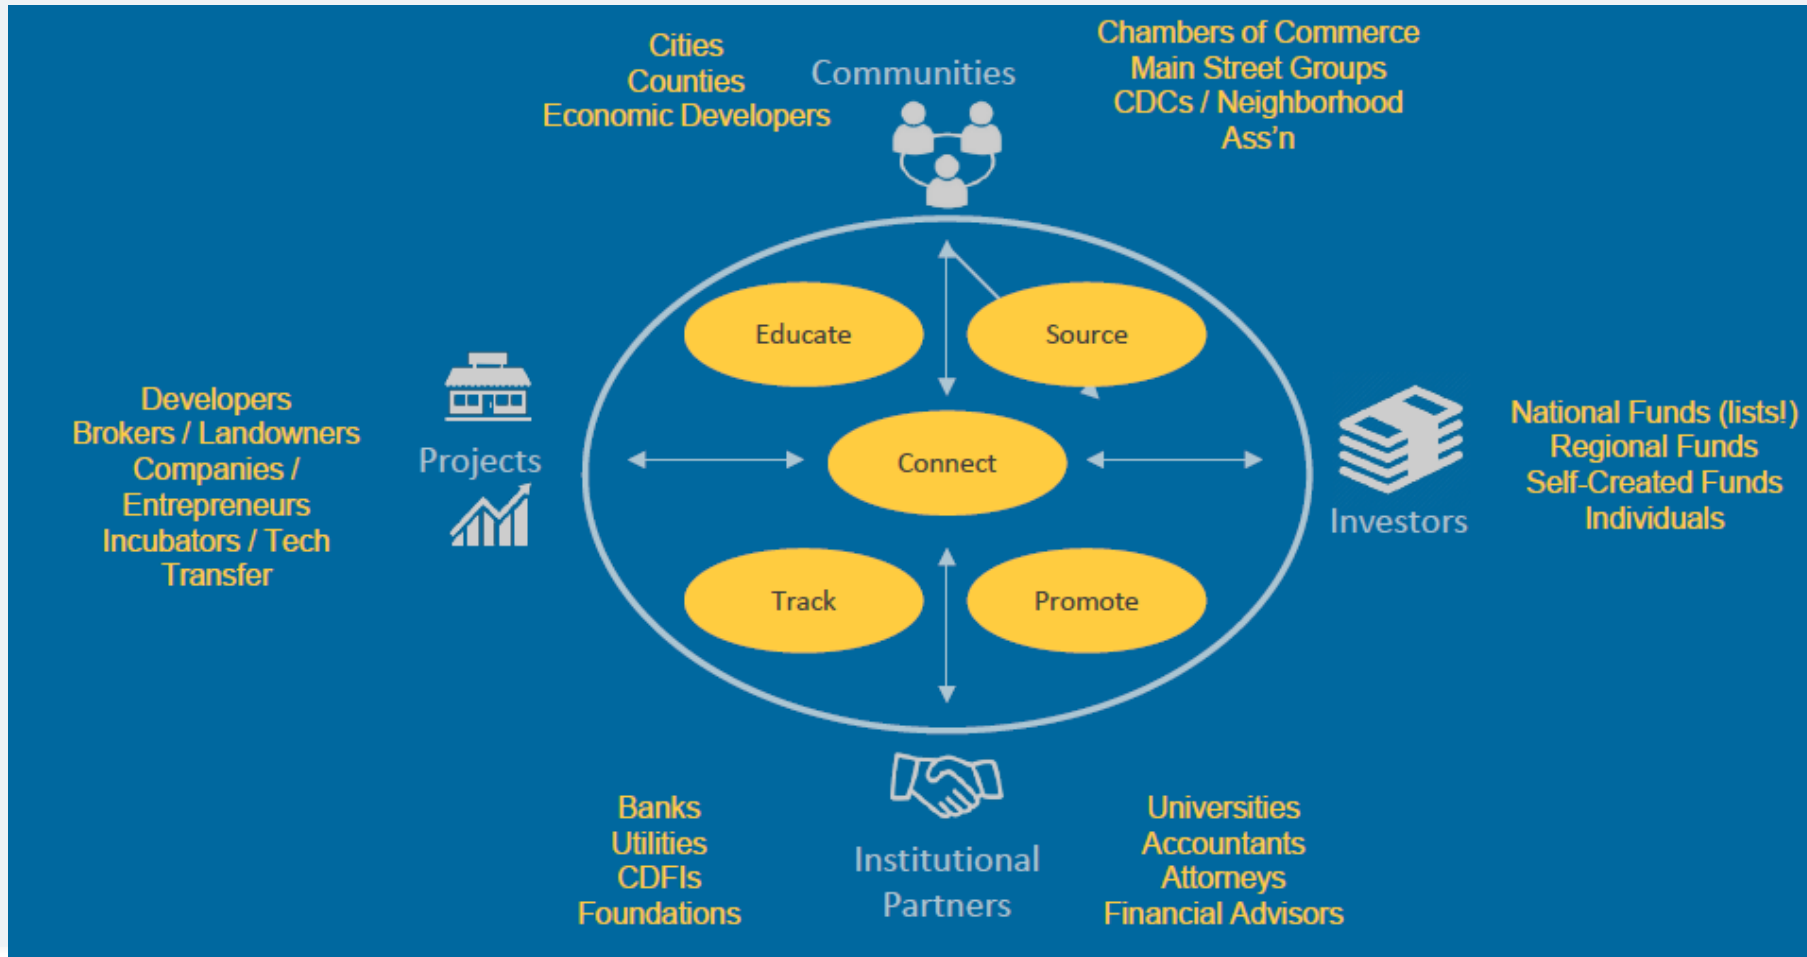 Cities
Counties
Economic Developers
Communities
Chambers of Commerce
Main Street Groups
CDCs / Neighborhood
Ass'n
Educate
Source
Developers
Brokers / Landowners
Companies /
Entrepreneurs
Incubators / Tech
Transfer
Projects
Connect
Investors
National Funds (lists!)
Regional Funds
Self-Created Funds
Individuals
Track
Promote
Banks
Utilities
CDFIs
Foundations
Institutional
Partners
Universities
Accountants
Attorneys
Financial Advisors